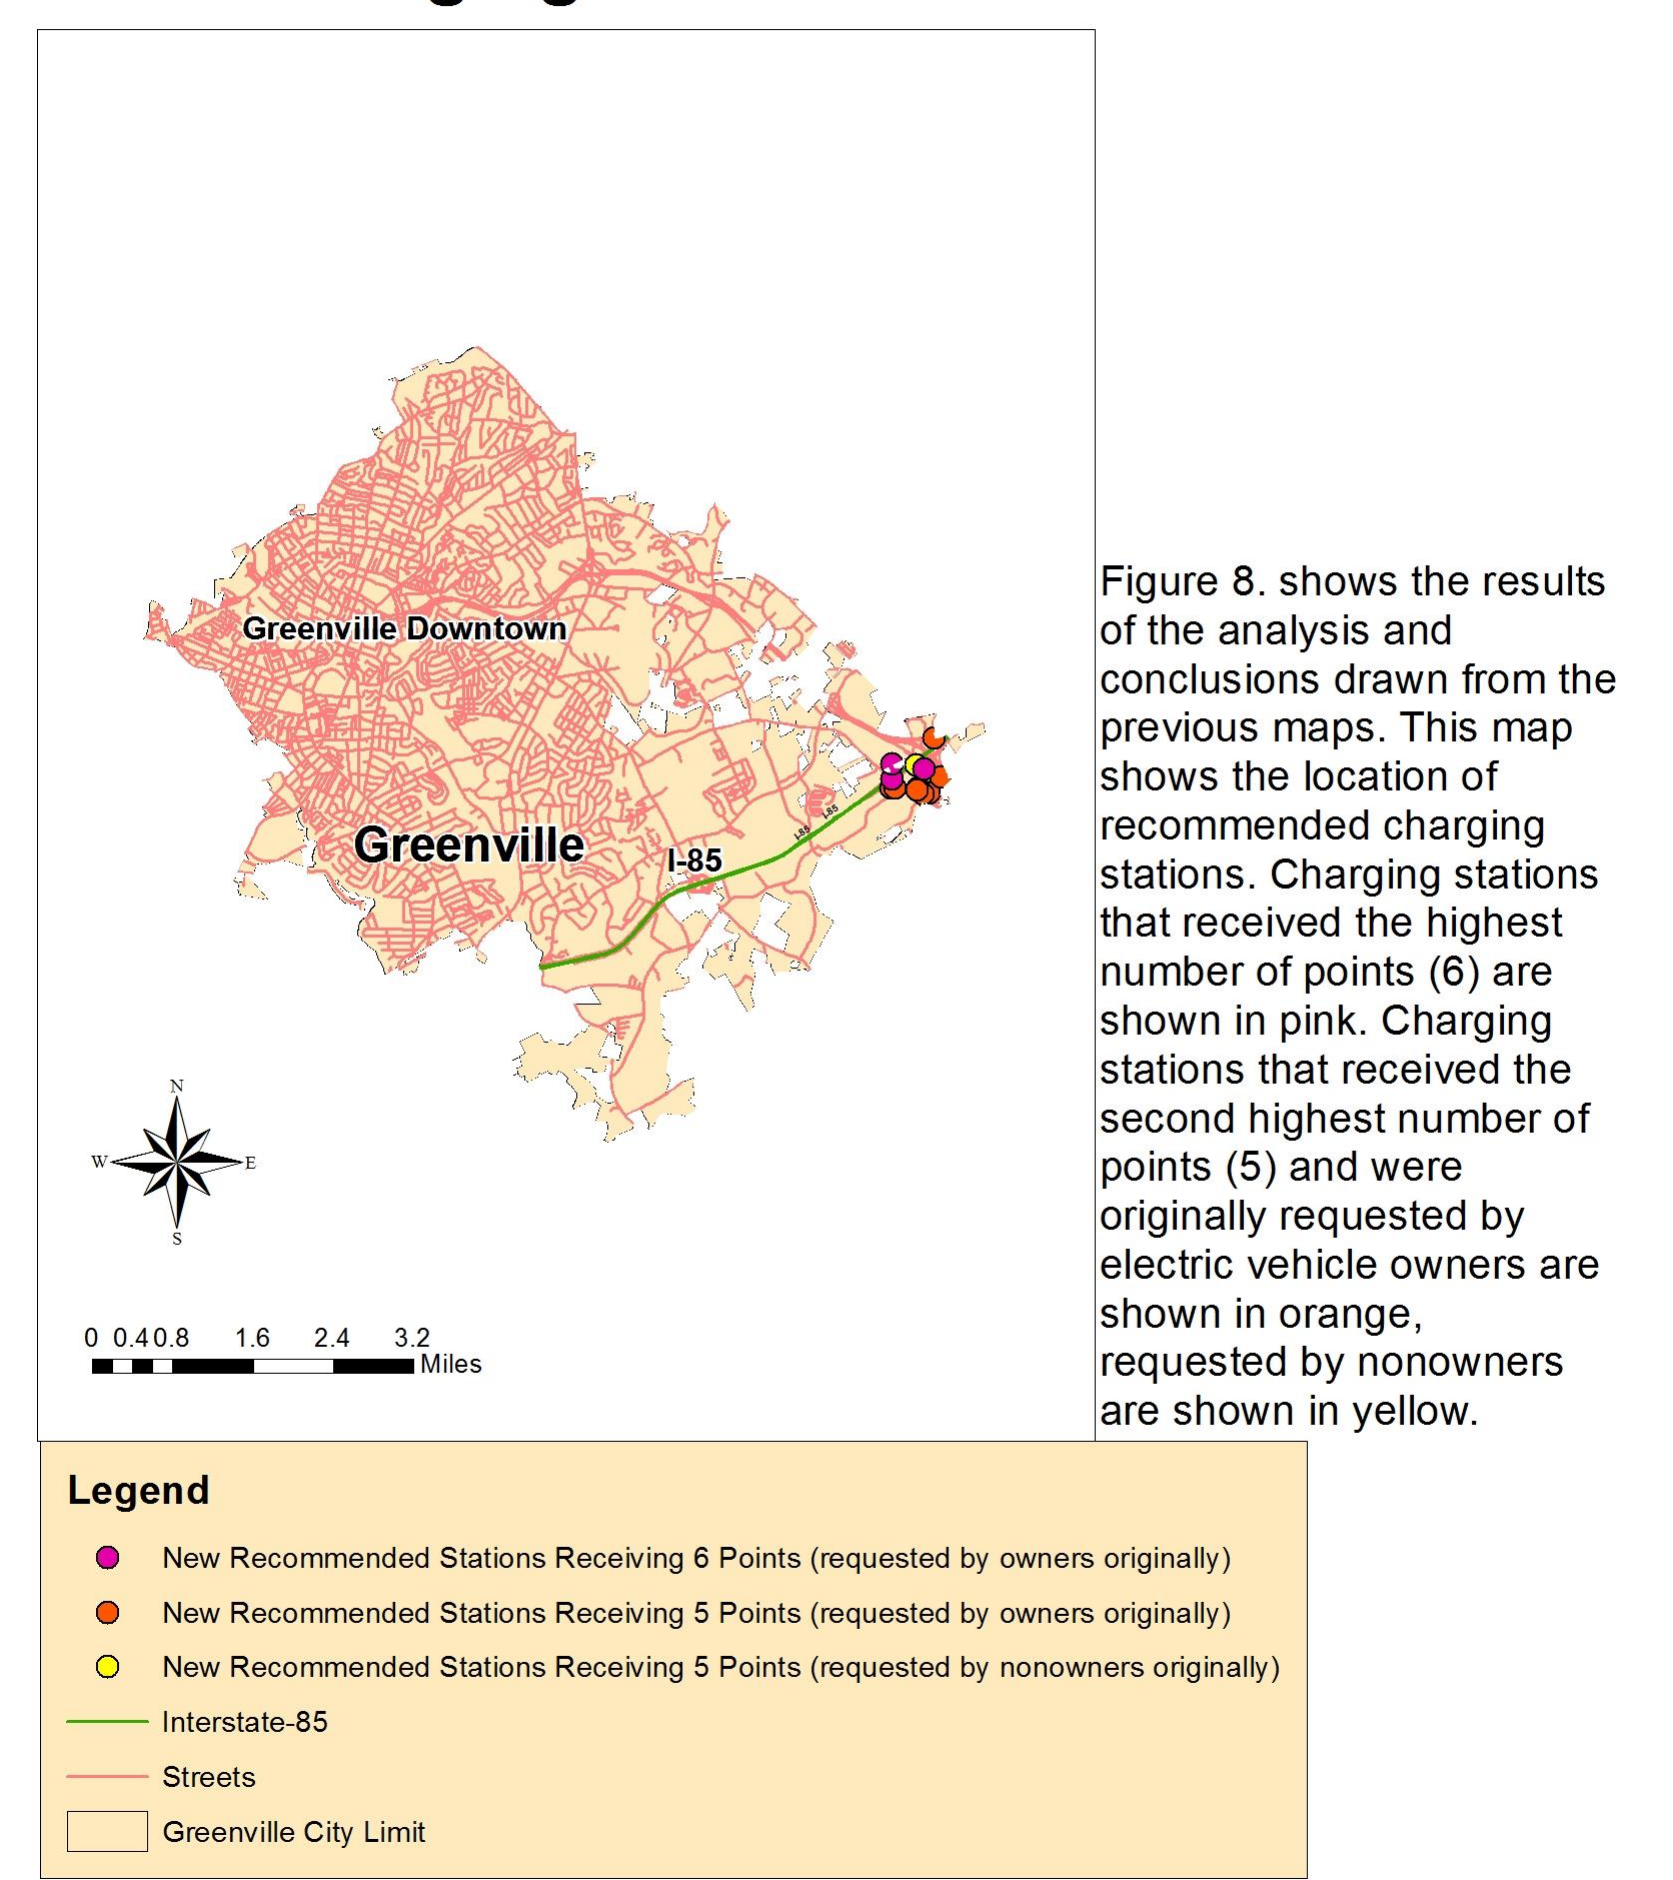 Greenville Downtown
Greenville
I-85
I-85
I-85
N
W
E
S
0 0.4 0.8 1.6 2.4 3.2
Miles
Figure 8. shows the results
of the analysis and
conclusions drawn from the
previous maps. This map
shows the location of
recommended charging
stations. Charging stations
that received the highest
number of points (6) are
shown in pink. Charging
stations that received the
second highest number of
points (5) and were
originally requested by
electric vehicle owners are
shown in orange,
requested by nonowners
are shown in yellow.
Legend
New Recommended Stations Receiving 6 Points (requested by owners originally)
New Recommended Stations Receiving 5 Points (requested by owners originally)
New Recommended Stations Receiving 5 Points (requested by nonowners originally)
Interstate-85
Streets
Greenville City Limit